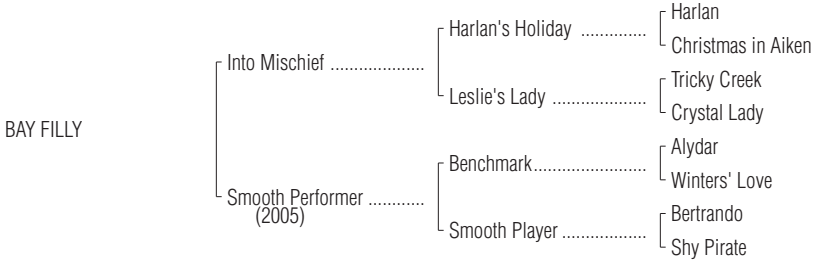 Harlan
Harlan's Holiday ..............
Christmas in Aiken
Into Mischief ....................
Tricky Creek
Leslie's Lady ....................
Crystal Lady
BAY FILLY
Alydar
Benchmark........................
Winters' Love
Smooth Performer ............
(2005)
Bertrando
Smooth Player ..................
Shy Pirate